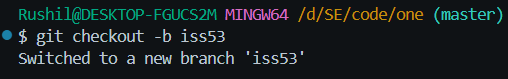 Rushil@DESKTOP-FGUCS2M MINGW64 /d/SE/code/one (master)
$ git checkout -b iss53
Switched to a new branch 'iss53'